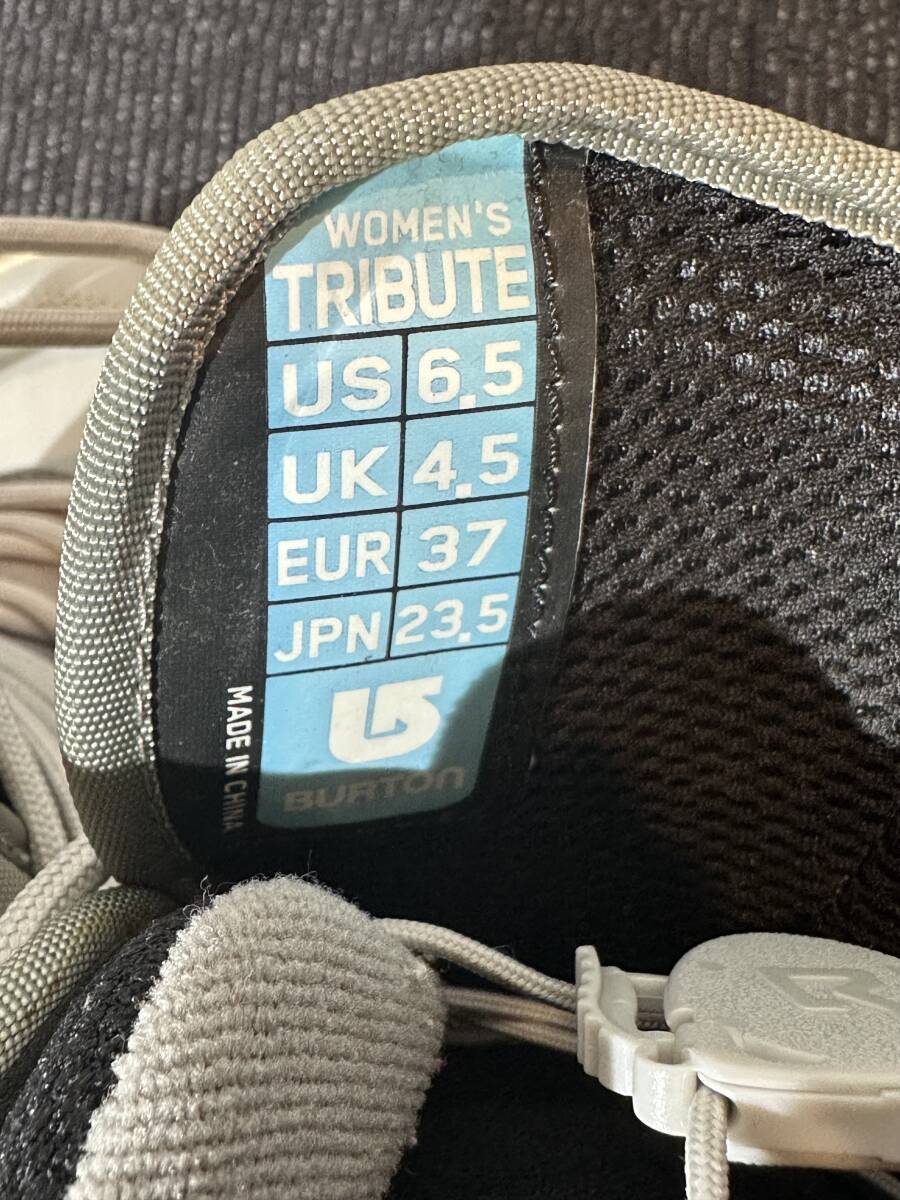 WOMEN'S
TRIBUTE
US 6.5
UK 4.5
EUR 37
JPN 23.5
BURTON
MADE IN CHINA